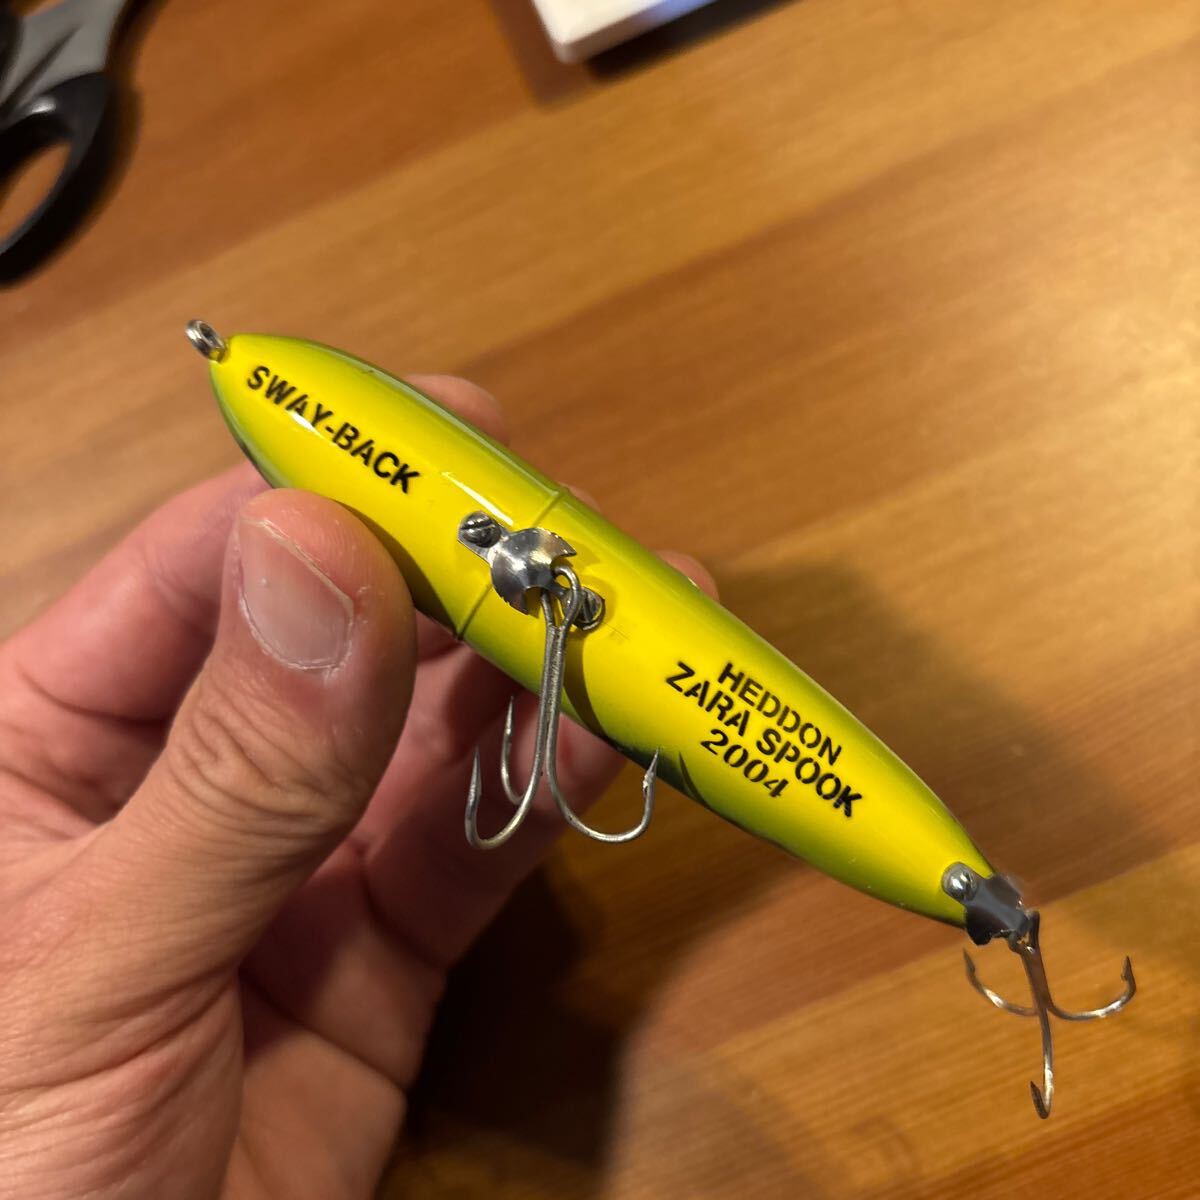 SWAY-BACK
HEDDON
ZARA SPOOK
2004